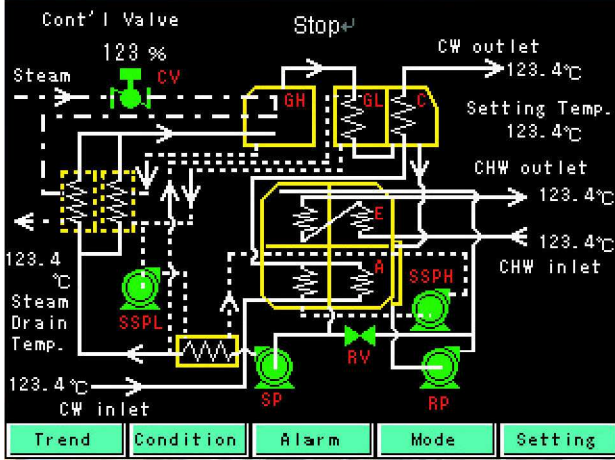 Cont'l Valve
Stop↵
123 %
CW outlet
Steam
CV
123.4℃
GH
GL
C
Setting Temp.
123.4℃
CHW outlet
123.4℃
E
123.4℃
CHW inlet
123.4
℃
A
SSPH
Steam
Drain
Temp.
SSPL
RV
123.4℃
SP
RP
CW inlet
Trend
Condition
Alarm
Mode
Setting